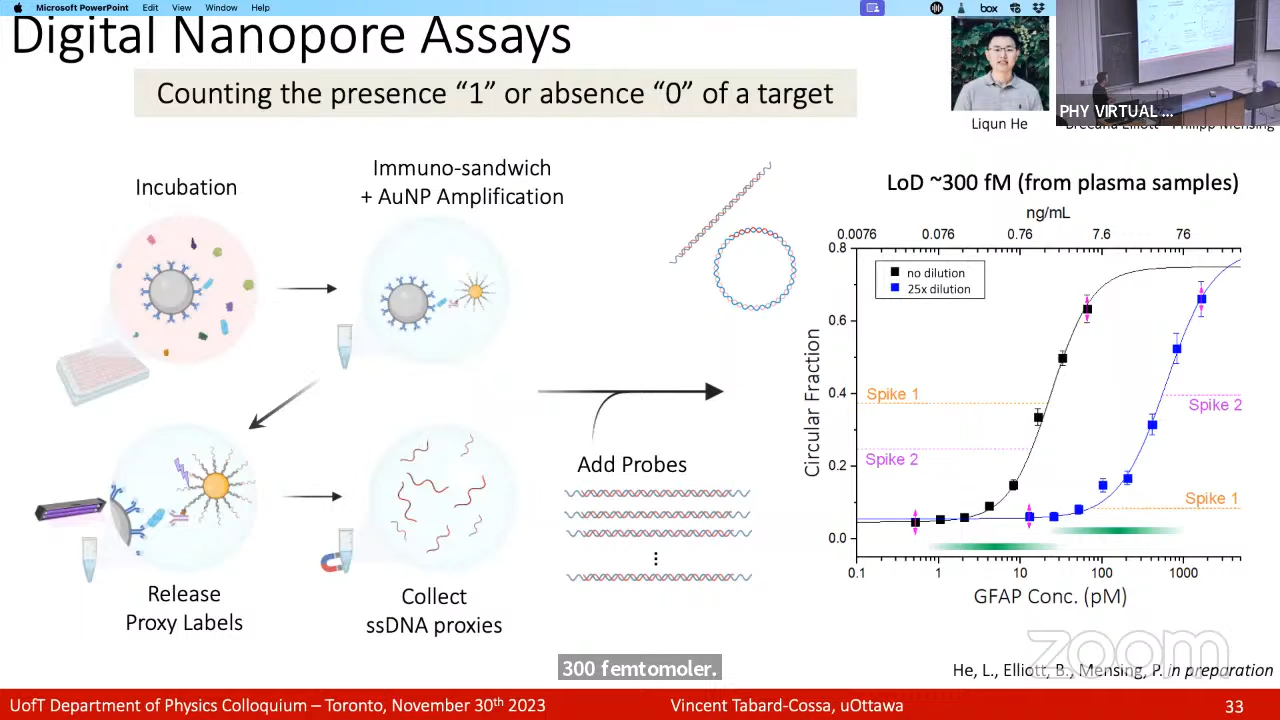 Microsoft PowerPoint Edit View Window Help
box
Digital Nanopore Assays
Counting the presence “1” or absence “0” of a target
PHY VIRTUAL ...
Liqun He
Incubation
Immuno-sandwich
+ AuNP Amplification
Release
Proxy Labels
Collect
ssDNA proxies
Add Probes
LoD ~300 fM (from plasma samples)
ng/mL
0.0076 0.076 0.76 7.6 76
0.8
0.6
0.4
0.2
0.0
no dilution
25x dilution
Spike 1
Spike 2
Spike 2
Spike 1
Circular Fraction
0.1 1 10 100 1000
GFAP Conc. (pM)
zoom
300 femtomoler.
He, L., Elliott, B., Mensing, P. in preparation
UofT Department of Physics Colloquium – Toronto, November 30th 2023
Vincent Tabard-Cossa, uOttawa
33